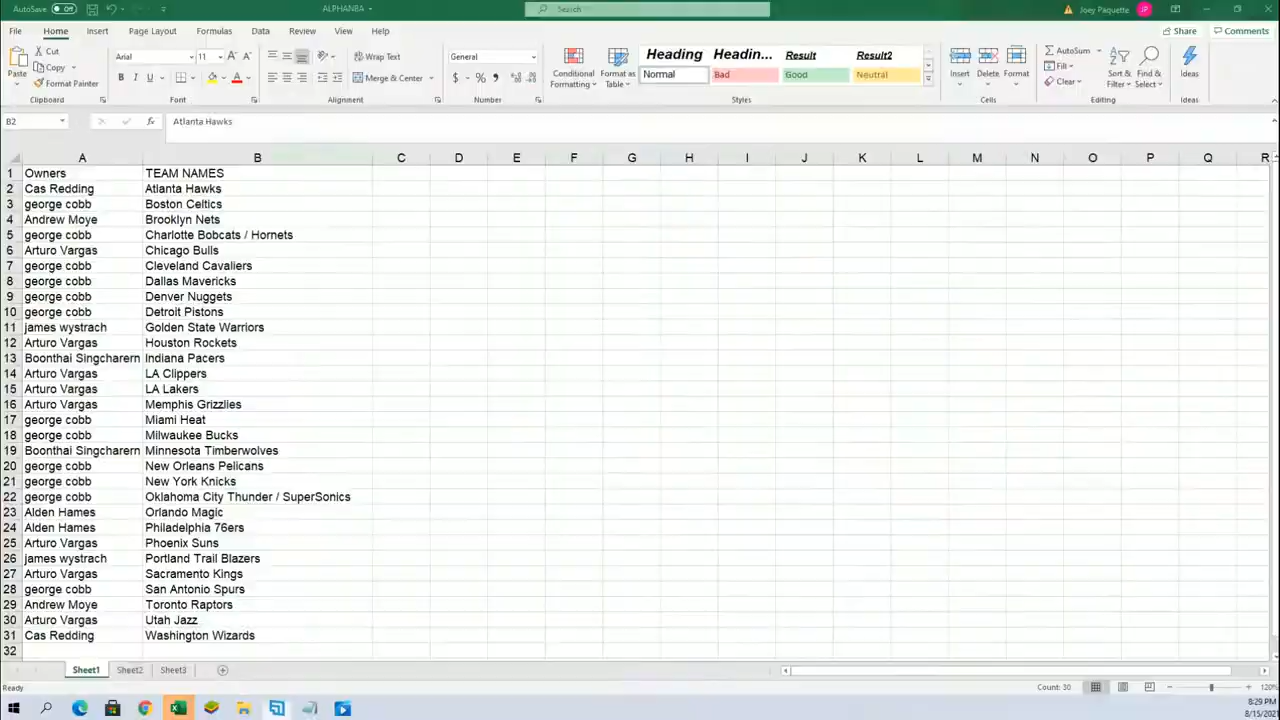 AutoSave Off ALPHANBA Search Joey Paquette JP
File Home Insert Page Layout Formulas Data Review View Help Share Comments
Paste Cut Copy Format Painter Clipboard
Arial 11 A A B I U A Font
Wrap Text Merge & Center Alignment
General $ % Number
Conditional Formatting Format as Table
Heading Headin... Result Result2
Normal Bad Good Neutral
Styles
Insert Delete Format Cells
AutoSum Fill Clear Sort & Filter Find & Select Editing
Ideas Ideas
B2 fx Atlanta Hawks
A B C D E F G H I J K L M N O P Q R
1 Owners TEAM NAMES
2 Cas Redding Atlanta Hawks
3 george cobb Boston Celtics
4 Andrew Moye Brooklyn Nets
5 george cobb Charlotte Bobcats / Hornets
6 Arturo Vargas Chicago Bulls
7 george cobb Cleveland Cavaliers
8 george cobb Dallas Mavericks
9 george cobb Denver Nuggets
10 george cobb Detroit Pistons
11 james wystrach Golden State Warriors
12 Arturo Vargas Houston Rockets
13 Boonthai Singcharern Indiana Pacers
14 Arturo Vargas LA Clippers
15 Arturo Vargas LA Lakers
16 Arturo Vargas Memphis Grizzlies
17 george cobb Miami Heat
18 george cobb Milwaukee Bucks
19 Boonthai Singcharern Minnesota Timberwolves
20 george cobb New Orleans Pelicans
21 george cobb New York Knicks
22 george cobb Oklahoma City Thunder / SuperSonics
23 Alden Hames Orlando Magic
24 Alden Hames Philadelphia 76ers
25 Arturo Vargas Phoenix Suns
26 james wystrach Portland Trail Blazers
27 Arturo Vargas Sacramento Kings
28 george cobb San Antonio Spurs
29 Andrew Moye Toronto Raptors
30 Arturo Vargas Utah Jazz
31 Cas Redding Washington Wizards
32
Sheet1 Sheet2 Sheet3
Ready Count: 30 120%
8:29 PM